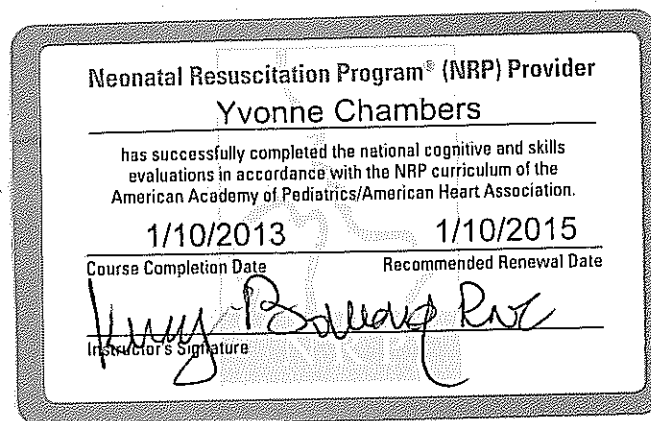 Neonatal Resuscitation Program® (NRP) Provider
Yvonne Chambers
has successfully completed the national cognitive and skills
evaluations in accordance with the NRP curriculum of the
American Academy of Pediatrics/American Heart Association.
1/10/2013 1/10/2015
Course Completion Date Recommended Renewal Date
Instructor's Signature